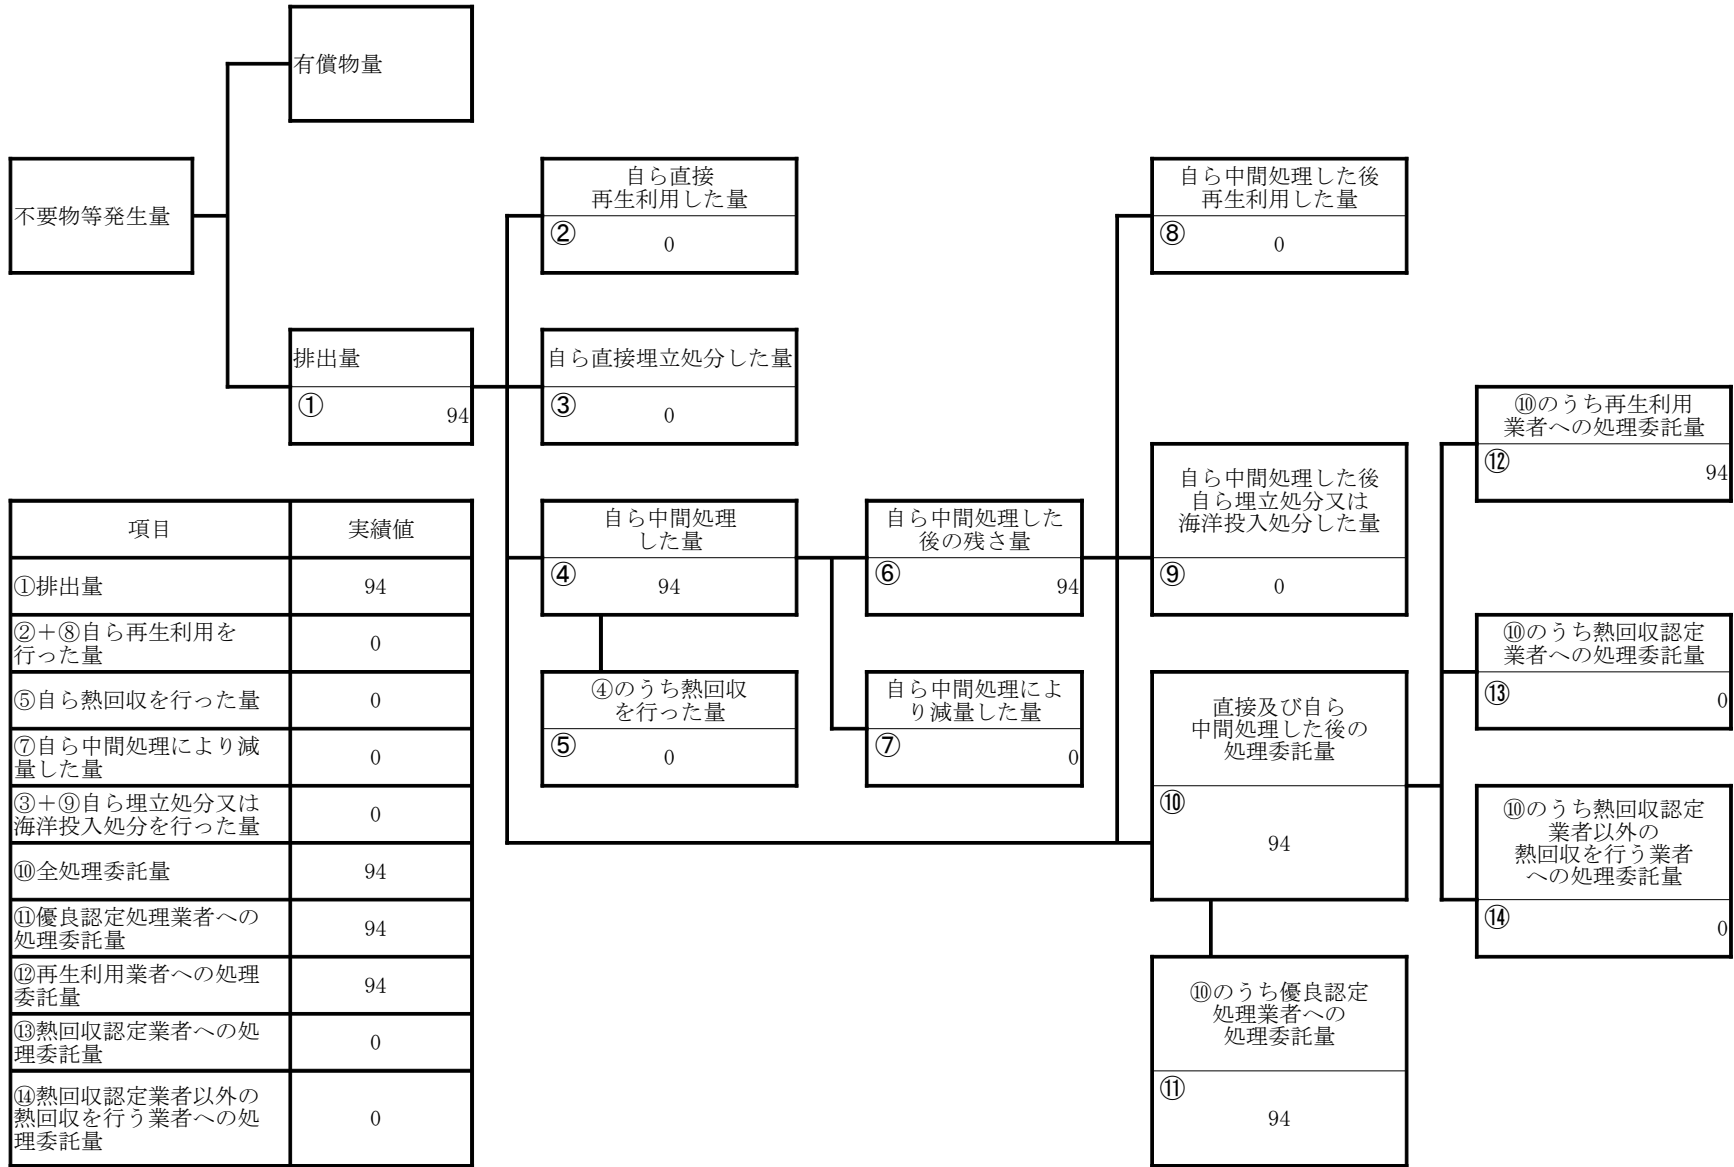 有償物量
不要物等発生量
自ら直接
再生利用した量
②
0
自ら中間処理した後
再生利用した量
⑧
0
排出量
①
94
自ら直接埋立処分した量
③
0
⑩のうち再生利用
業者への処理委託量
⑫
94
自ら中間処理
した量
④
94
自ら中間処理した
後の残さ量
⑥
94
自ら中間処理した後
自ら埋立処分又は
海洋投入処分した量
⑨
0
⑩のうち熱回収認定
業者への処理委託量
⑬
0
④のうち熱回収
を行った量
⑤
0
自ら中間処理によ
り減量した量
⑦
0
直接及び自ら
中間処理した後の
処理委託量
⑩
94
⑩のうち熱回収認定
業者以外の
熱回収を行う業者
への処理委託量
⑭
0
⑩のうち優良認定
処理業者への
処理委託量
⑪
94
項目 実績値
①排出量 94
②+⑧自ら再生利用を
行った量 0
⑤自ら熱回収を行った量 0
⑦自ら中間処理により減
量した量 0
③+⑨自ら埋立処分又は
海洋投入処分を行った量 0
⑩全処理委託量 94
⑪優良認定処理業者への
処理委託量 94
⑫再生利用業者への処理
委託量 94
⑬熱回収認定業者への処
理委託量 0
⑭熱回収認定業者以外の
熱回収を行う業者への処
理委託量 0